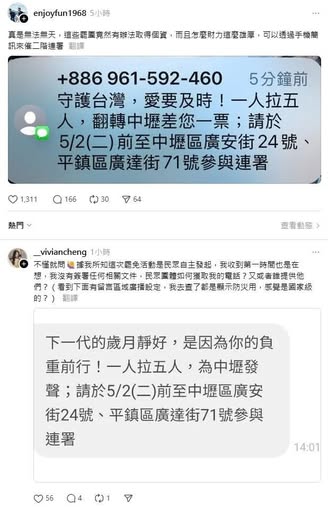 enjoyfun1968 5小時
真是無法無天，這些罷團竟然有辦法取得個資，而且怎麼財力這麼雄厚，可以透過手機簡
訊來催二階連署 翻譯
+886 961-592-460 5分鐘前
守護台灣，愛要及時！一人拉五
人，翻轉中壢差您一票；請於
5/2(二)前至中壢區廣安街24號、
平鎮區廣達街71號參與連署
1,311 166 30 64
熱門 查看動態
__viviancheng 1小時
不懂就問 據我所知這次罷免活動是民眾自主發起，我收到第一時間也是在
想，我沒有簽署任何相關文件，民眾團體如何獲取我的電話？又或者誰提供他
們？（看到下面有留言區域廣播設定，我去查了都是顯示防災用，感覺是國家級
的？） 翻譯
下一代的歲月靜好，是因為你的負
重前行！一人拉五人，為中壢發
聲；請於5/2(二)前至中壢區廣安
街24號、平鎮區廣達街71號參與
連署
14:01
56 4 1